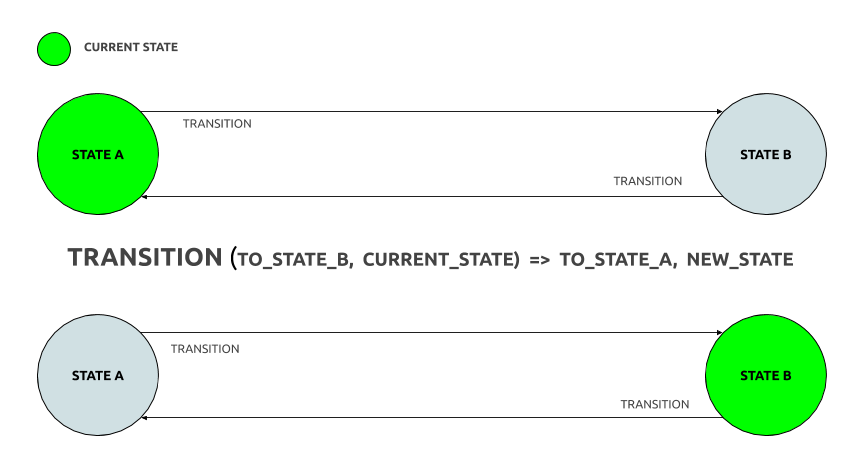 CURRENT STATE
TRANSITION
STATE A
STATE B
TRANSITION
TRANSITION (TO_STATE_B, CURRENT_STATE) => TO_STATE_A, NEW_STATE
TRANSITION
STATE A
STATE B
TRANSITION